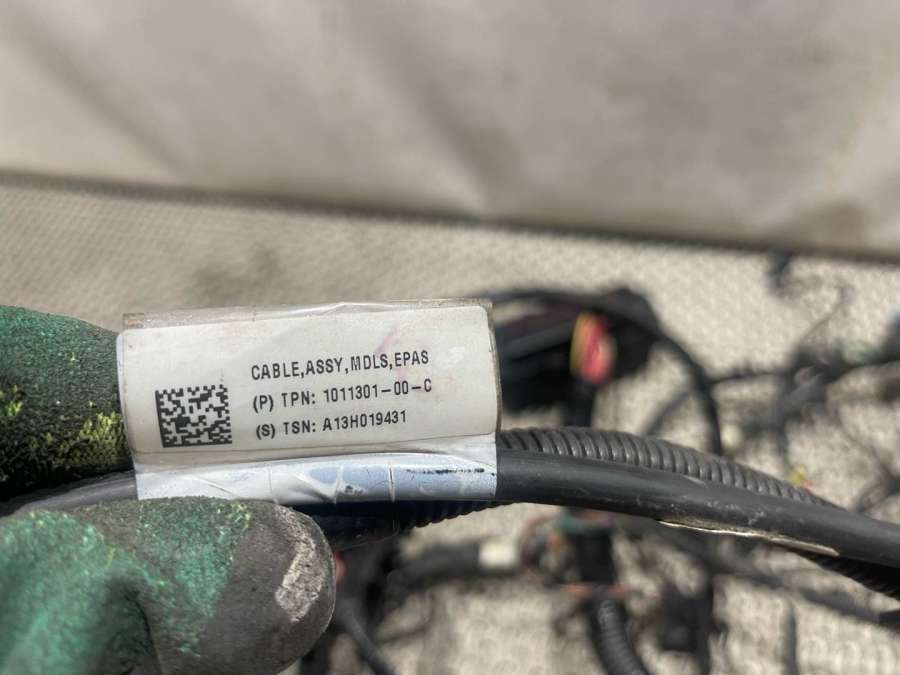 CABLE,ASSY,MDLS,EPAS
(P) TPN: 1011301-00-C
(S) TSN: A13H019431